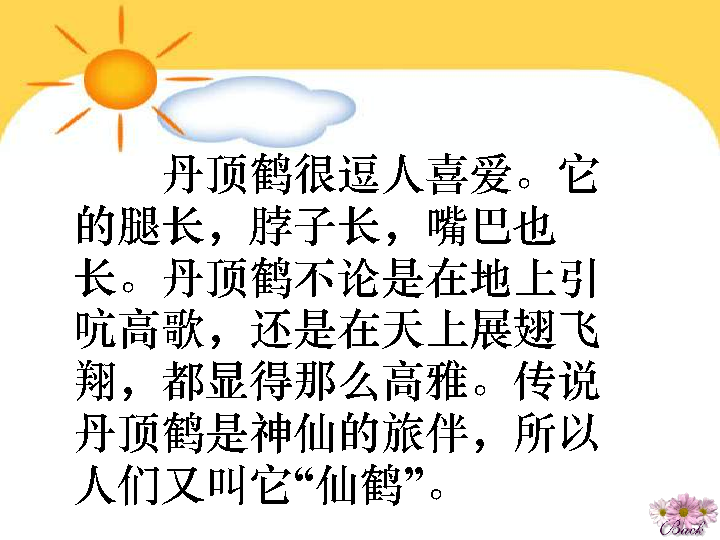 丹顶鹤很逗人喜爱。它
的腿长，脖子长，嘴巴也
长。丹顶鹤不论是在地上引
吭高歌，还是在天上展翅飞
翔，都显得那么高雅。传说
丹顶鹤是神仙的旅伴，所以
人们又叫它“仙鹤”。
Back